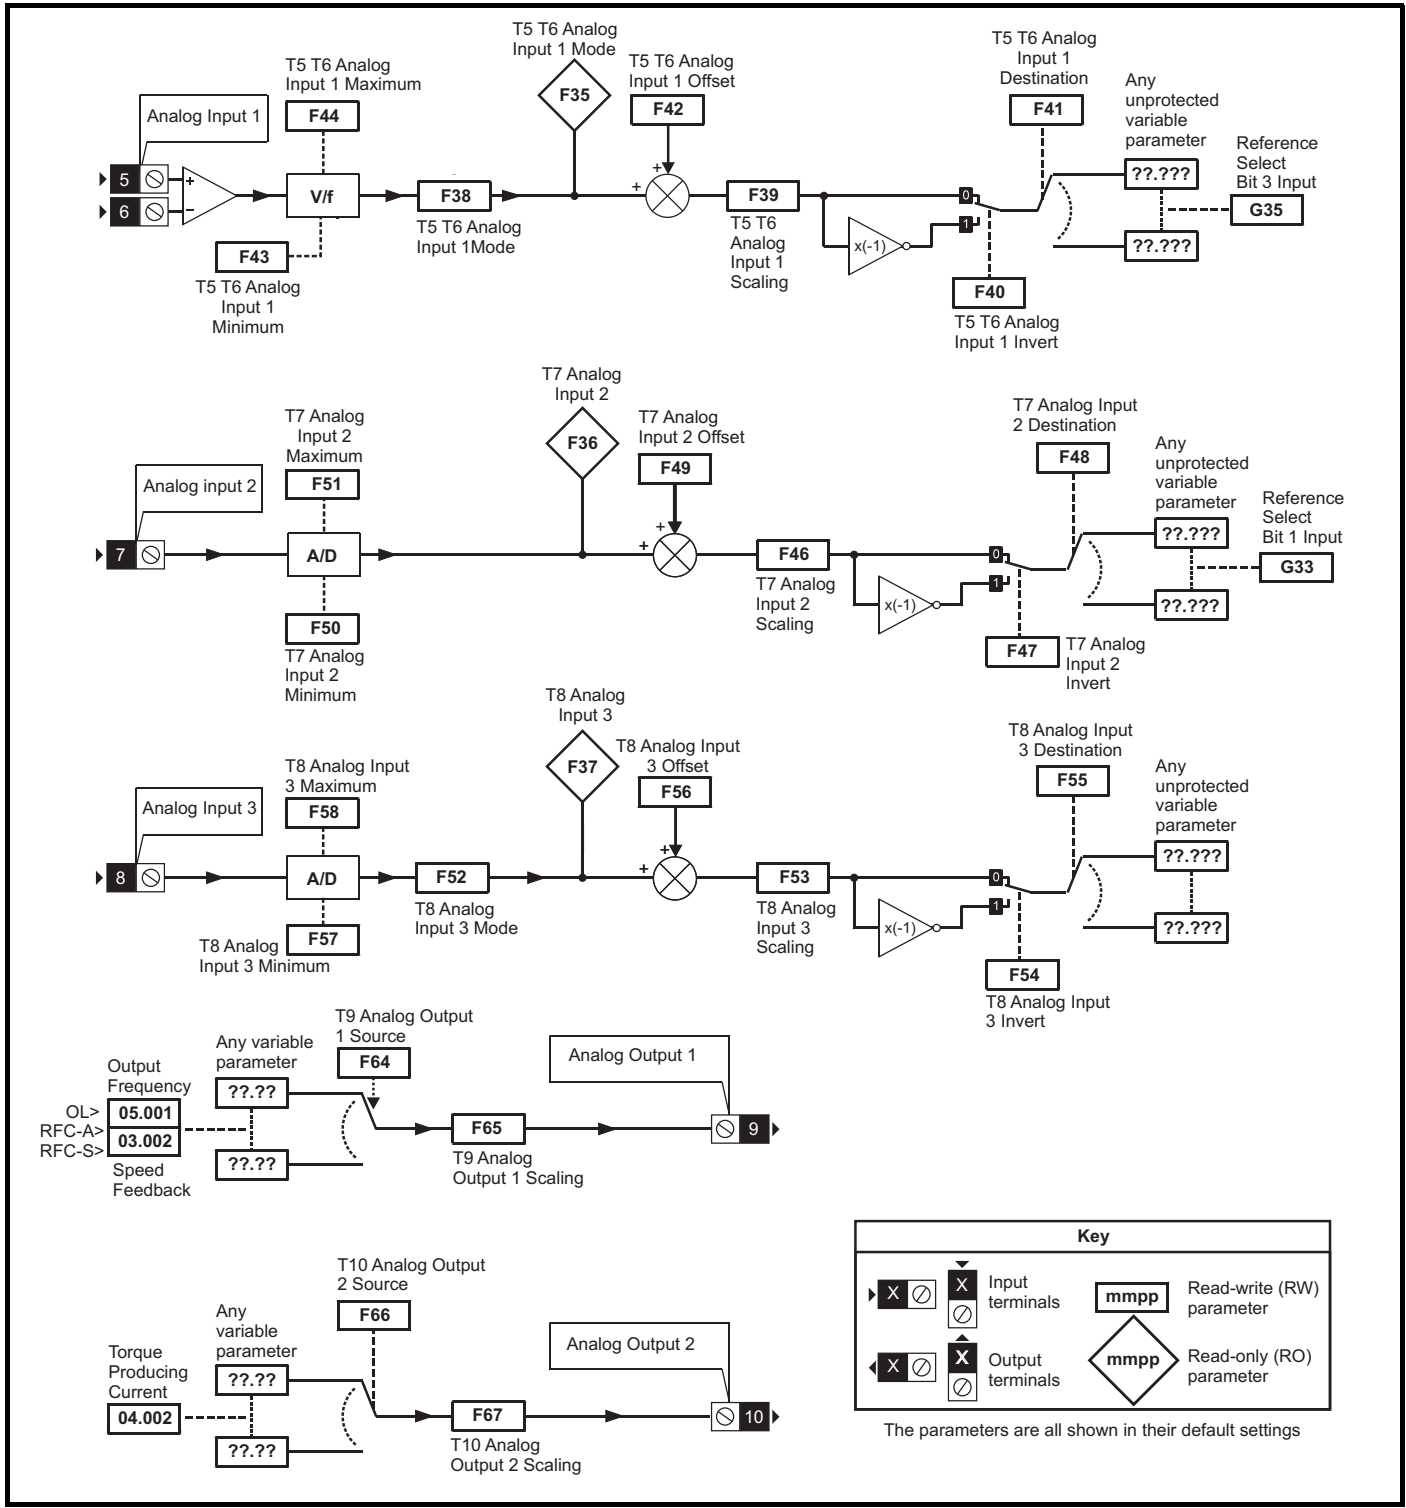 T5 T6 Analog
Input 1 Maximum
F44
Analog Input 1
5
6
+
−
V/f
F43
T5 T6 Analog
Input 1
Minimum
F38
T5 T6 Analog
Input 1Mode
T5 T6 Analog
Input 1 Mode
F35
T5 T6 Analog
Input 1 Offset
F42
+
+
F39
T5 T6
Analog
Input 1
Scaling
x(-1)
0
1
F40
T5 T6 Analog
Input 1 Invert
T5 T6 Analog
Input 1
Destination
F41
Any
unprotected
variable
parameter
??.???
??.???
Reference
Select
Bit 3 Input
G35
Analog input 2
7
T7 Analog
Input 2
Maximum
F51
A/D
F50
T7 Analog
Input 2
Minimum
T7 Analog
Input 2
F36
T7 Analog
Input 2 Offset
F49
+
+
F46
T7 Analog
Input 2
Scaling
x(-1)
0
1
F47
T7 Analog
Input 2
Invert
T7 Analog Input
2 Destination
F48
Any
unprotected
variable
parameter
??.???
??.???
Reference
Select
Bit 1 Input
G33
Analog Input 3
8
T8 Analog Input
3 Maximum
F58
A/D
F57
T8 Analog
Input 3 Minimum
F52
T8 Analog
Input 3 Mode
T8 Analog
Input 3
F37
T8 Analog Input
3 Offset
F56
+
+
F53
T8 Analog
Input 3
Scaling
x(-1)
0
1
F54
T8 Analog Input
3 Invert
T8 Analog Input
3 Destination
F55
Any
unprotected
variable
parameter
??.???
??.???
Output
Frequency
OL>
RFC-A>
RFC-S>
05.001
03.002
Speed
Feedback
Any variable
parameter
??.??
??.??
T9 Analog Output
1 Source
F64
F65
T9 Analog
Output 1 Scaling
Analog Output 1
9
Torque
Producing
Current
04.002
Any
variable
parameter
??.??
??.??
T10 Analog Output
2 Source
F66
F67
T10 Analog
Output 2 Scaling
Analog Output 2
10
Key
X
X
Input
terminals
mmpp
Read-write (RW)
parameter
X
X
Output
terminals
mmpp
Read-only (RO)
parameter
The parameters are all shown in their default settings